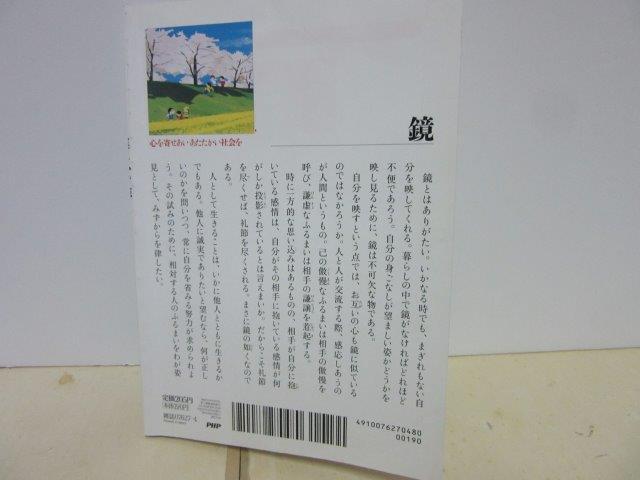 鏡
心を寄せあい あたたかい社会を
鏡とはありがたい。いかなる時でも、まぎれもない自
分を映してくれる。暮らしの中で鏡がなければどれほど
不便であろう。自分の身ごなしが望ましい姿かどうかを
映し見るために、鏡は不可欠な物である。
自分を映すという点では、お互いの心も鏡に似ている
のではなかろうか。人と人が交流する際、感応しあうの
が人間というもの。己の傲慢なふるまいは相手の傲慢を
呼び、謙虚なふるまいは相手の謙譲を惹起する。
時に一方的な思い込みはあるものの、相手が自分に抱
いている感情は、自分がその相手に抱いている感情が何
がしか投影されているとは言えまいか。だからこそ礼節
を尽くせば、礼節を尽くされる。まさに鏡の如くなので
ある。
人として生きることは、いかに他人とともに生きるか
でもある。他人に誠実でありたいと望むなら、何が正し
いのかを問いつつ、常に自分を省みる努力が求められよ
う。その試みのために、相対する人のふるまいをわが姿
見として、みずからを律したい。
定価205円
雑誌07627-4
PHP
4910076270480
00190